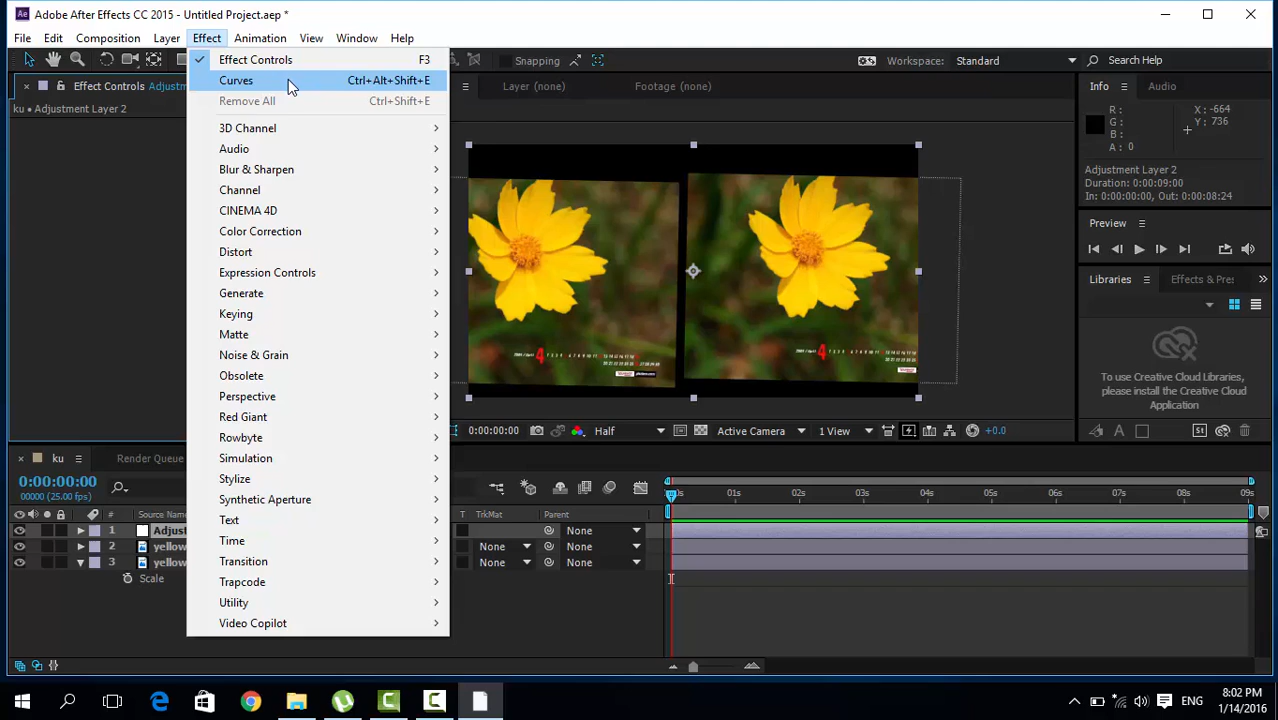 Adobe After Effects CC 2015 - Untitled Project.aep *
File Edit Composition Layer Effect Animation View Window Help
Snapping Workspace: Standard Search Help
Effect Controls Adjustm
ku • Adjustment Layer 2
Effect Controls F3
Curves Ctrl+Alt+Shift+E
Remove All Ctrl+Shift+E
3D Channel
Audio
Blur & Sharpen
Channel
CINEMA 4D
Color Correction
Distort
Expression Controls
Generate
Keying
Matte
Noise & Grain
Obsolete
Perspective
Red Giant
Rowbyte
Simulation
Stylize
Synthetic Aperture
Text
Time
Transition
Trapcode
Utility
Video Copilot
Layer (none) Footage (none)
4
4
0:00:00:00 Half Active Camera 1 View +0.0
Info Audio
R : X : -664
G : Y : 736
B :
A : 0
Adjustment Layer 2
Duration: 0:00:09:00
In: 0:00:00:00, Out: 0:00:08:24
Preview
Libraries Effects & Pre
To use Creative Cloud Libraries,
please install the Creative Cloud
Application
St
ku Render Queue
0:00:00:00
00000 (25.00 fps)
Source Name T TrkMat Parent
1 Adjust None
2 yellow None None
3 yellow None None
Scale
0s 01s 02s 03s 04s 05s 06s 07s 08s 09s
ENG
8:02 PM
1/14/2016